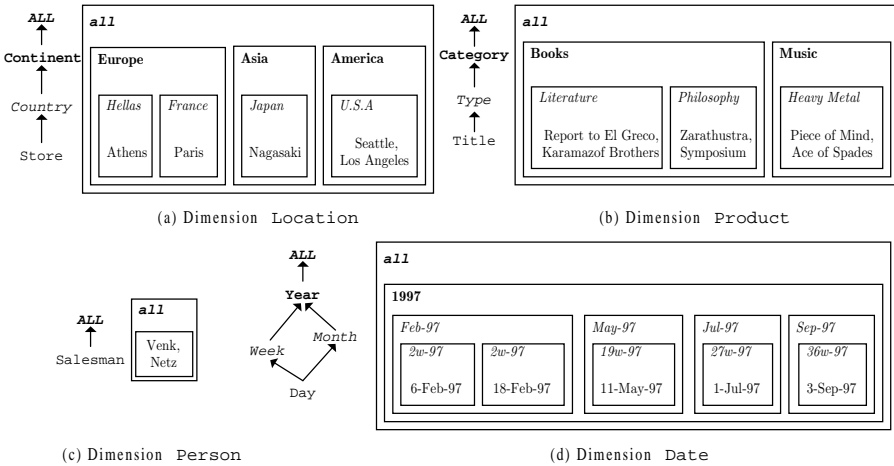 ALL
Continent
Country
Store
all
Europe
Asia
America
Hellas
France
Japan
U.S.A
Athens
Paris
Nagasaki
Seattle,
Los Angeles
(a) Dimension Location
ALL
Category
Type
Title
all
Books
Music
Literature
Philosophy
Heavy Metal
Report to El Greco,
Karamazof Brothers
Zarathustra,
Symposium
Piece of Mind,
Ace of Spades
(b) Dimension Product
ALL
Salesman
all
Venk,
Netz
(c) Dimension Person
ALL
Year
Month
Week
Day
all
1997
Feb-97
May-97
Jul-97
Sep-97
2w-97
2w-97
19w-97
27w-97
36w-97
6-Feb-97
18-Feb-97
11-May-97
1-Jul-97
3-Sep-97
(d) Dimension Date